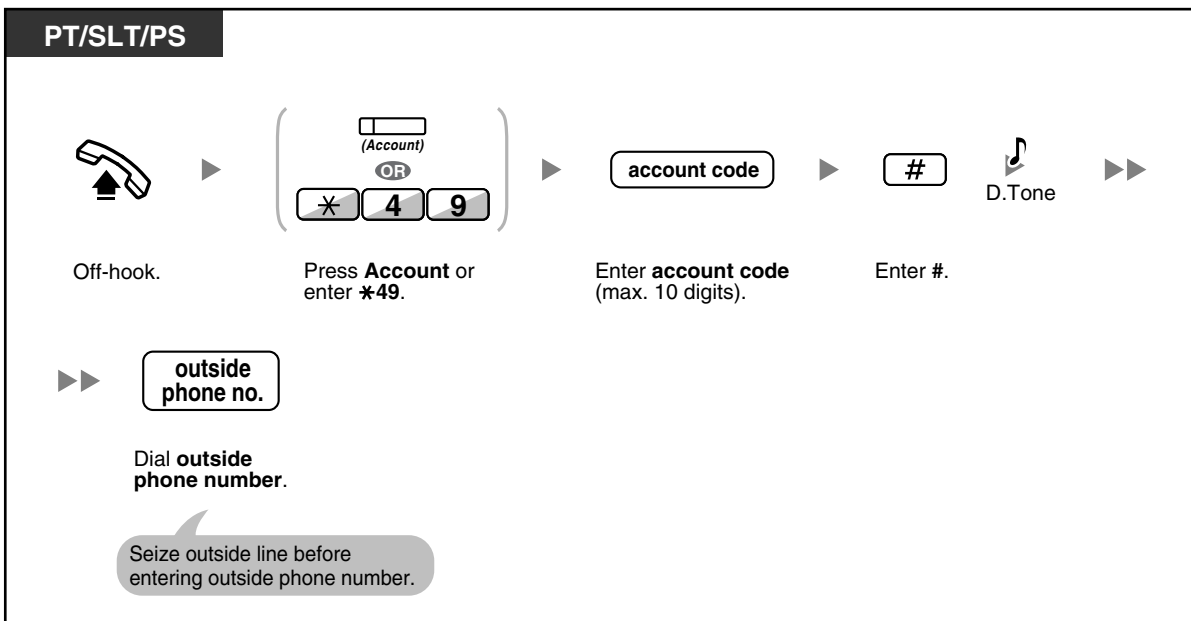 PT/SLT/PS
(Account)
OR
✳ 4 9
account code
#
D.Tone
Off-hook.
Press Account or
enter ✳49.
Enter account code
(max. 10 digits).
Enter #.
outside
phone no.
Dial outside
phone number.
Seize outside line before
entering outside phone number.